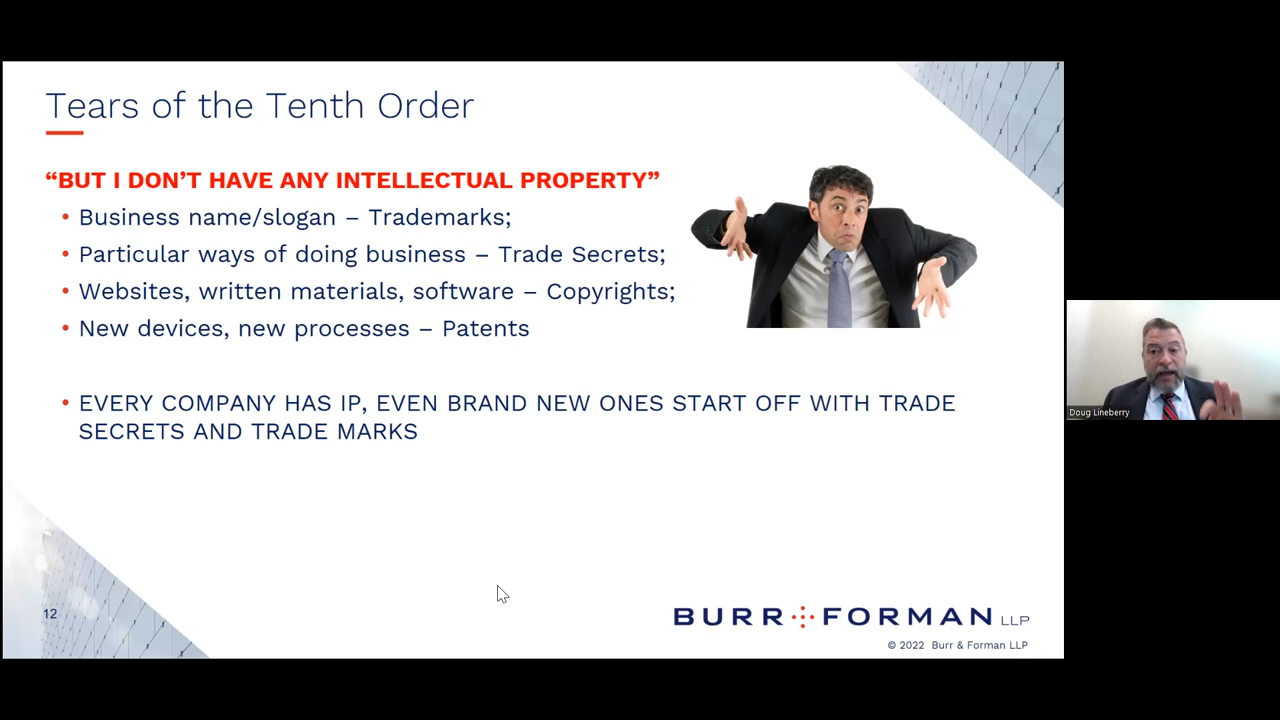 Tears of the Tenth Order
“BUT I DON’T HAVE ANY INTELLECTUAL PROPERTY”
• Business name/slogan – Trademarks;
• Particular ways of doing business – Trade Secrets;
• Websites, written materials, software – Copyrights;
• New devices, new processes – Patents
• EVERY COMPANY HAS IP, EVEN BRAND NEW ONES START OFF WITH TRADE
SECRETS AND TRADE MARKS
Doug Lineberry
12
BURR FORMAN LLP
© 2022 Burr & Forman LLP